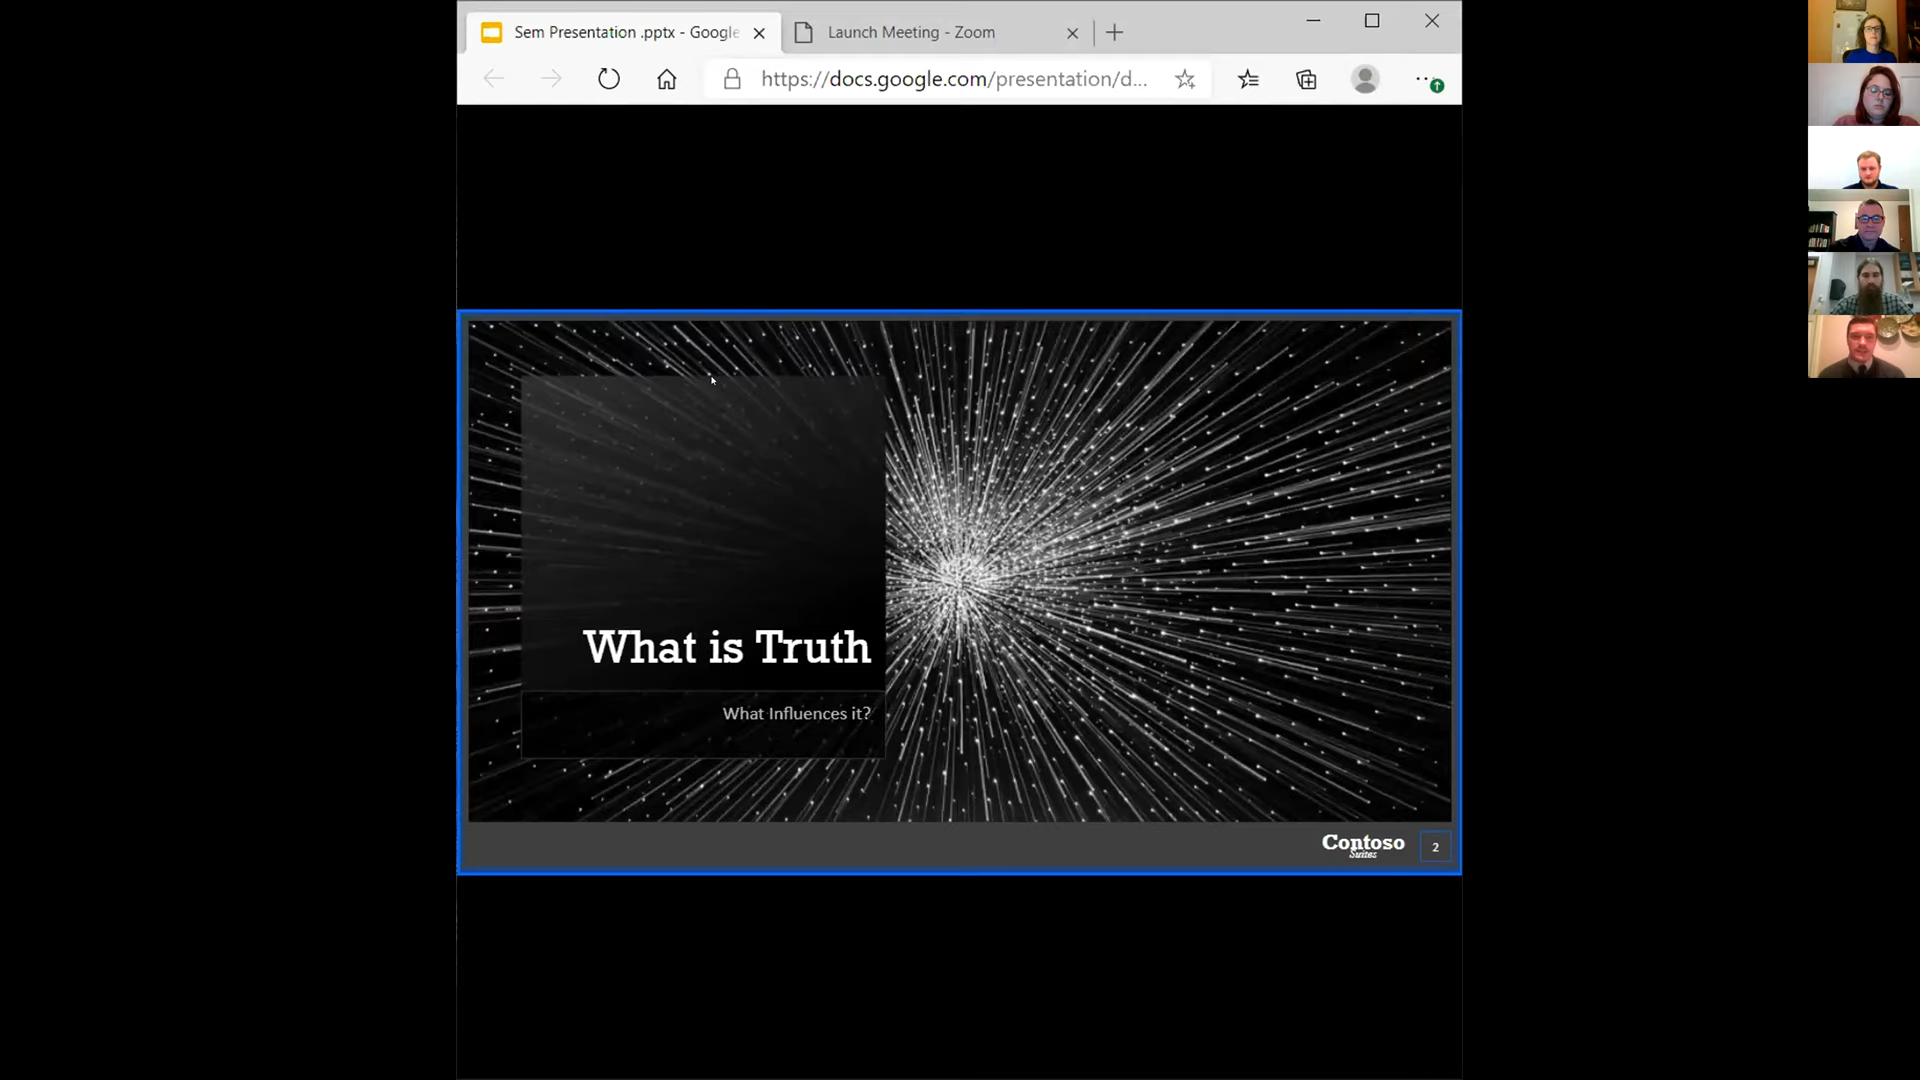 Sem Presentation .pptx - Google
Launch Meeting - Zoom
https://docs.google.com/presentation/d...
What is Truth
What Influences it?
Contoso
Suites
2